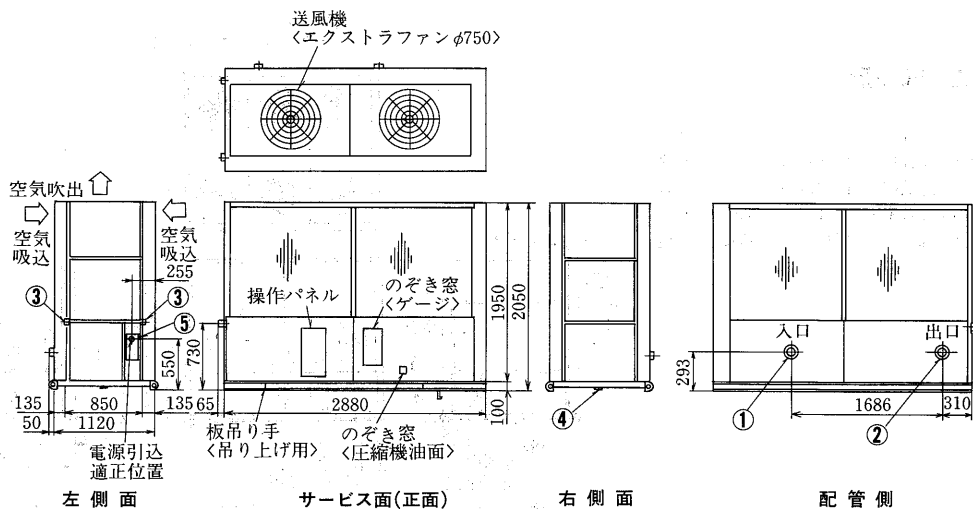 送風機
〈エクストラファンφ750〉
空気吹出
空気
吸込
空気
吸込
255
③
③
⑤
550
730
135
850
135
50
1120
電源引込
適正位置
左側面
操作パネル
のぞき窓
〈ゲージ〉
1950
2050
65
2880
100
板吊り手
〈吊り上げ用〉
のぞき窓
〈圧縮機油面〉
サービス面(正面)
④
右側面
入口
出口
293
①
1686
②
310
配管側